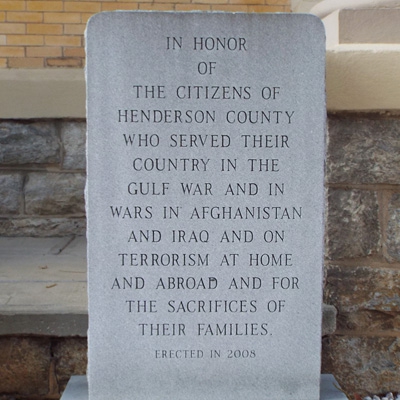 IN HONOR
OF
THE CITIZENS OF
HENDERSON COUNTY
WHO SERVED THEIR
COUNTRY IN THE
GULF WAR AND IN
WARS IN AFGHANISTAN
AND IRAQ AND ON
TERRORISM AT HOME
AND ABROAD AND FOR
THE SACRIFICES OF
THEIR FAMILIES.
ERECTED IN 2008